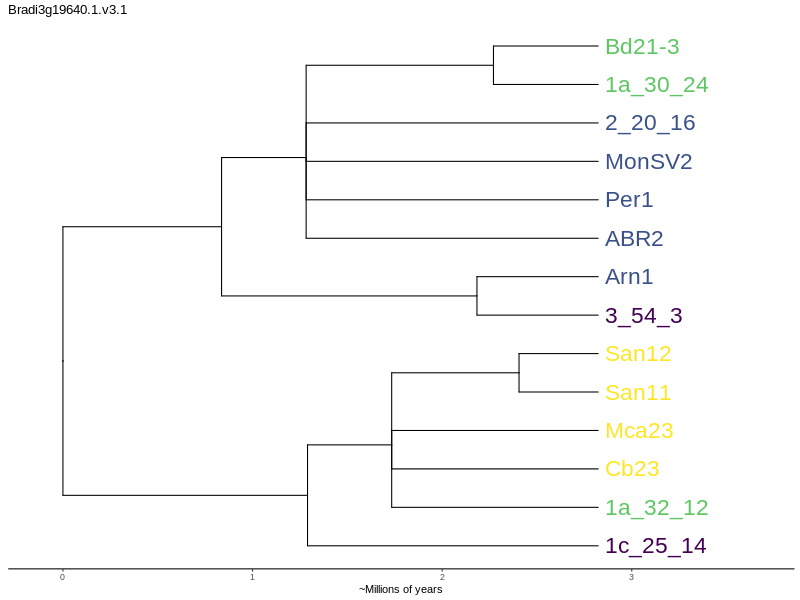 Bradi3g19640.1.v3.1
Bd21-3
1a_30_24
2_20_16
MonSV2
Per1
ABR2
Arn1
3_54_3
San12
San11
Mca23
Cb23
1a_32_12
1c_25_14
0 1 2 3
~Millions of years